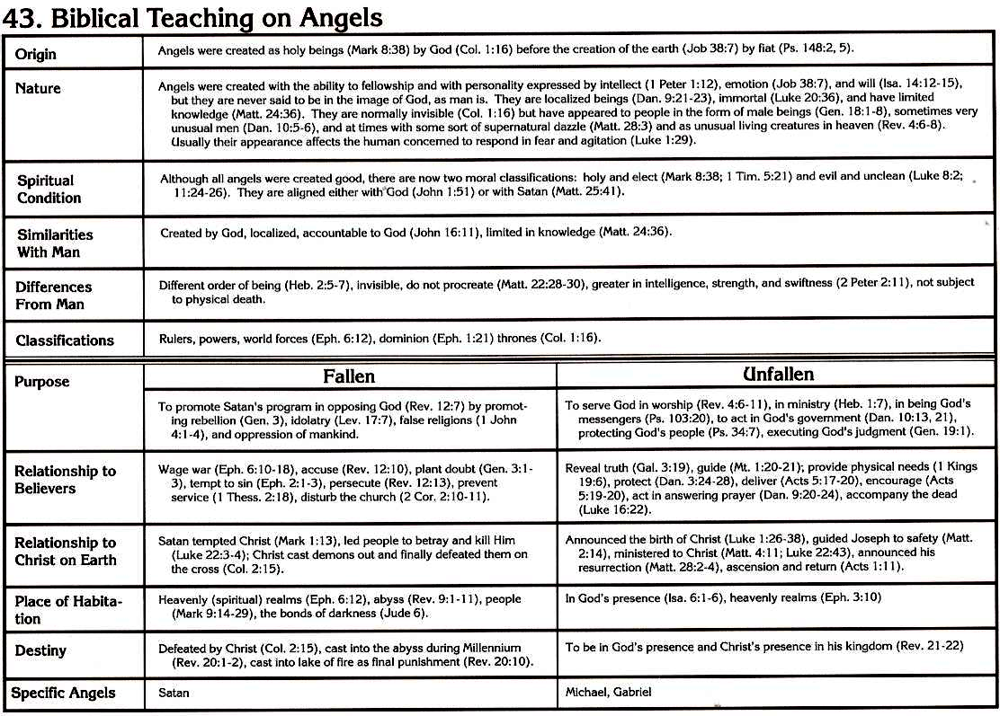 43. Biblical Teaching on Angels
Origin
Angels were created as holy beings (Mark 8:38) by God (Col. 1:16) before the creation of the earth (Job 38:7) by fiat (Ps. 148:2, 5).
Nature
Angels were created with the ability to fellowship and with personality expressed by intellect (1 Peter 1:12), emotion (Job 38:7), and will (Isa. 14:12-15),
but they are never said to be in the image of God, as man is. They are localized beings (Dan. 9:21-23), immortal (Luke 20:36), and have limited
knowledge (Matt. 24:36). They are normally invisible (Col. 1:16) but have appeared to people in the form of male beings (Gen. 18:1-8), sometimes very
unusual men (Dan. 10:5-6), and at times with some sort of supernatural dazzle (Matt. 28:3) and as unusual living creatures in heaven (Rev. 4:6-8).
Usually their appearance affects the human concerned to respond in fear and agitation (Luke 1:29).
Spiritual
Condition
Although all angels were created good, there are now two moral classifications: holy and elect (Mark 8:38; 1 Tim. 5:21) and evil and unclean (Luke 8:2;
11:24-26). They are aligned either with God (John 1:51) or with Satan (Matt. 25:41).
Similarities
With Man
Created by God, localized, accountable to God (John 16:11), limited in knowledge (Matt. 24:36).
Differences
From Man
Different order of being (Heb. 2:5-7), invisible, do not procreate (Matt. 22:28-30), greater in intelligence, strength, and swiftness (2 Peter 2:11), not subject
to physical death.
Classifications
Rulers, powers, world forces (Eph. 6:12), dominion (Eph. 1:21) thrones (Col. 1:16).
Purpose
Fallen
Unfallen
To promote Satan's program in opposing God (Rev. 12:7) by promot-
ing rebellion (Gen. 3), idolatry (Lev. 17:7), false religions (1 John
4:1-4), and oppression of mankind.
To serve God in worship (Rev. 4:6-11), in ministry (Heb. 1:7), in being God's
messengers (Ps. 103:20), to act in God's government (Dan. 10:13, 21),
protecting God's people (Ps. 34:7), executing God's judgment (Gen. 19:1).
Relationship to
Believers
Wage war (Eph. 6:10-18), accuse (Rev. 12:10), plant doubt (Gen. 3:1-
3), tempt to sin (Eph. 2:1-3), persecute (Rev. 12:13), prevent
service (1 Thess. 2:18), disturb the church (2 Cor. 2:10-11).
Reveal truth (Gal. 3:19), guide (Mt. 1:20-21); provide physical needs (1 Kings
19:6), protect (Dan. 3:24-28), deliver (Acts 5:17-20), encourage (Acts
5:19-20), act in answering prayer (Dan. 9:20-24), accompany the dead
(Luke 16:22).
Relationship to
Christ on Earth
Satan tempted Christ (Mark 1:13), led people to betray and kill Him
(Luke 22:3-4); Christ cast demons out and finally defeated them on
the cross (Col. 2:15).
Announced the birth of Christ (Luke 1:26-38), guided Joseph to safety (Matt.
2:14), ministered to Christ (Matt. 4:11; Luke 22:43), announced his
resurrection (Matt. 28:2-4), ascension and return (Acts 1:11).
Place of Habita-
tion
Heavenly (spiritual) realms (Eph. 6:12), abyss (Rev. 9:1-11), people
(Mark 9:14-29), the bonds of darkness (Jude 6).
In God's presence (Isa. 6:1-6), heavenly realms (Eph. 3:10)
Destiny
Defeated by Christ (Col. 2:15), cast into the abyss during Millennium
(Rev. 20:1-2), cast into lake of fire as final punishment (Rev. 20:10).
To be in God's presence and Christ's presence in his kingdom (Rev. 21-22)
Specific Angels
Satan
Michael, Gabriel